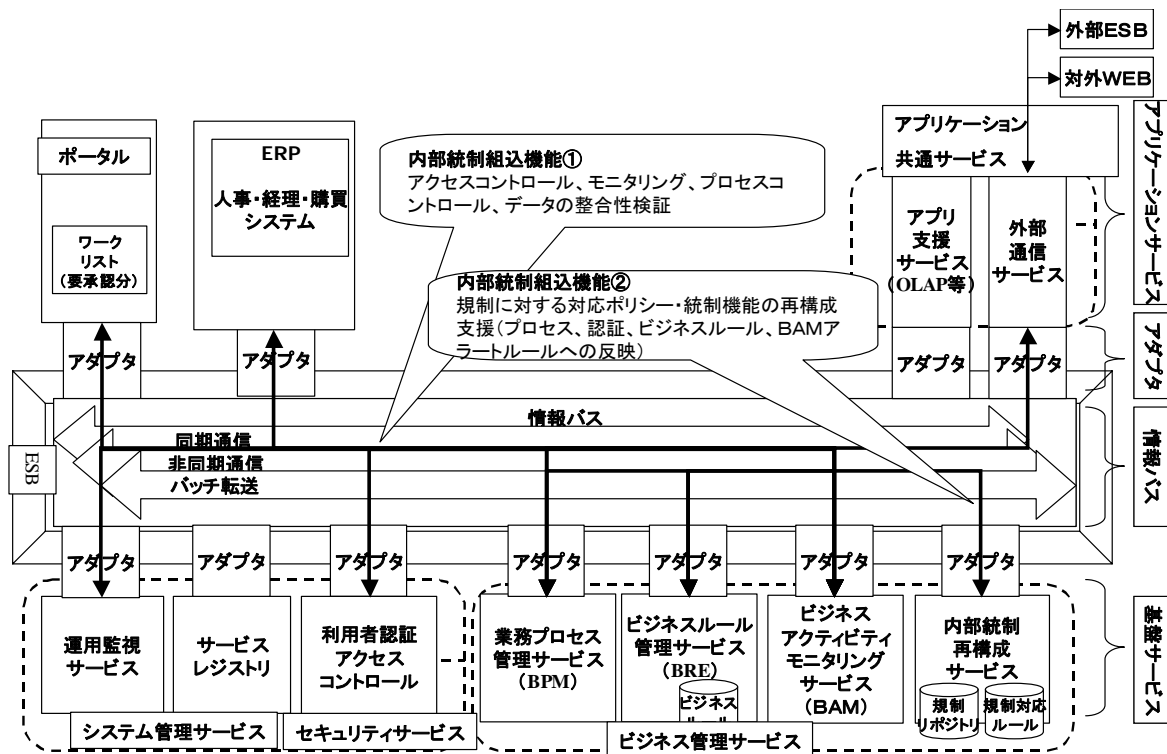 外部ESB
対外WEB
アプリケーション
共通サービス
アプリケーションサービス
ポータル
ERP
人事・経理・購買
システム
内部統制組込機能①
アクセスコントロール、モニタリング、プロセスコ
ントロール、データの整合性検証
ワーク
リスト
(要承認分)
アプリ
支援
サービス
(OLAP等)
外部
通信
サービス
内部統制組込機能②
規制に対する対応ポリシー・統制機能の再構成
支援(プロセス、認証、ビジネスルール、BAMア
ラートルールへの反映)
アダプタ
アダプタ
アダプタ
アダプタ
アダプタ
情報バス
同期通信
非同期通信
バッチ転送
ESB
情報バス
アダプタ
アダプタ
アダプタ
アダプタ
アダプタ
アダプタ
アダプタ
運用監視
サービス
サービス
レジストリ
利用者認証
アクセス
コントロール
業務プロセス
管理サービス
(BPM)
ビジネスルール
管理サービス
(BRE)
ビジネス
ビジネス
アクティビティ
モニタリング
サービス
(BAM)
内部統制
再構成
サービス
規制
リポジトリ
規制対応
ルール
基盤サービス
システム管理サービス
セキュリティサービス
ビジネス管理サービス